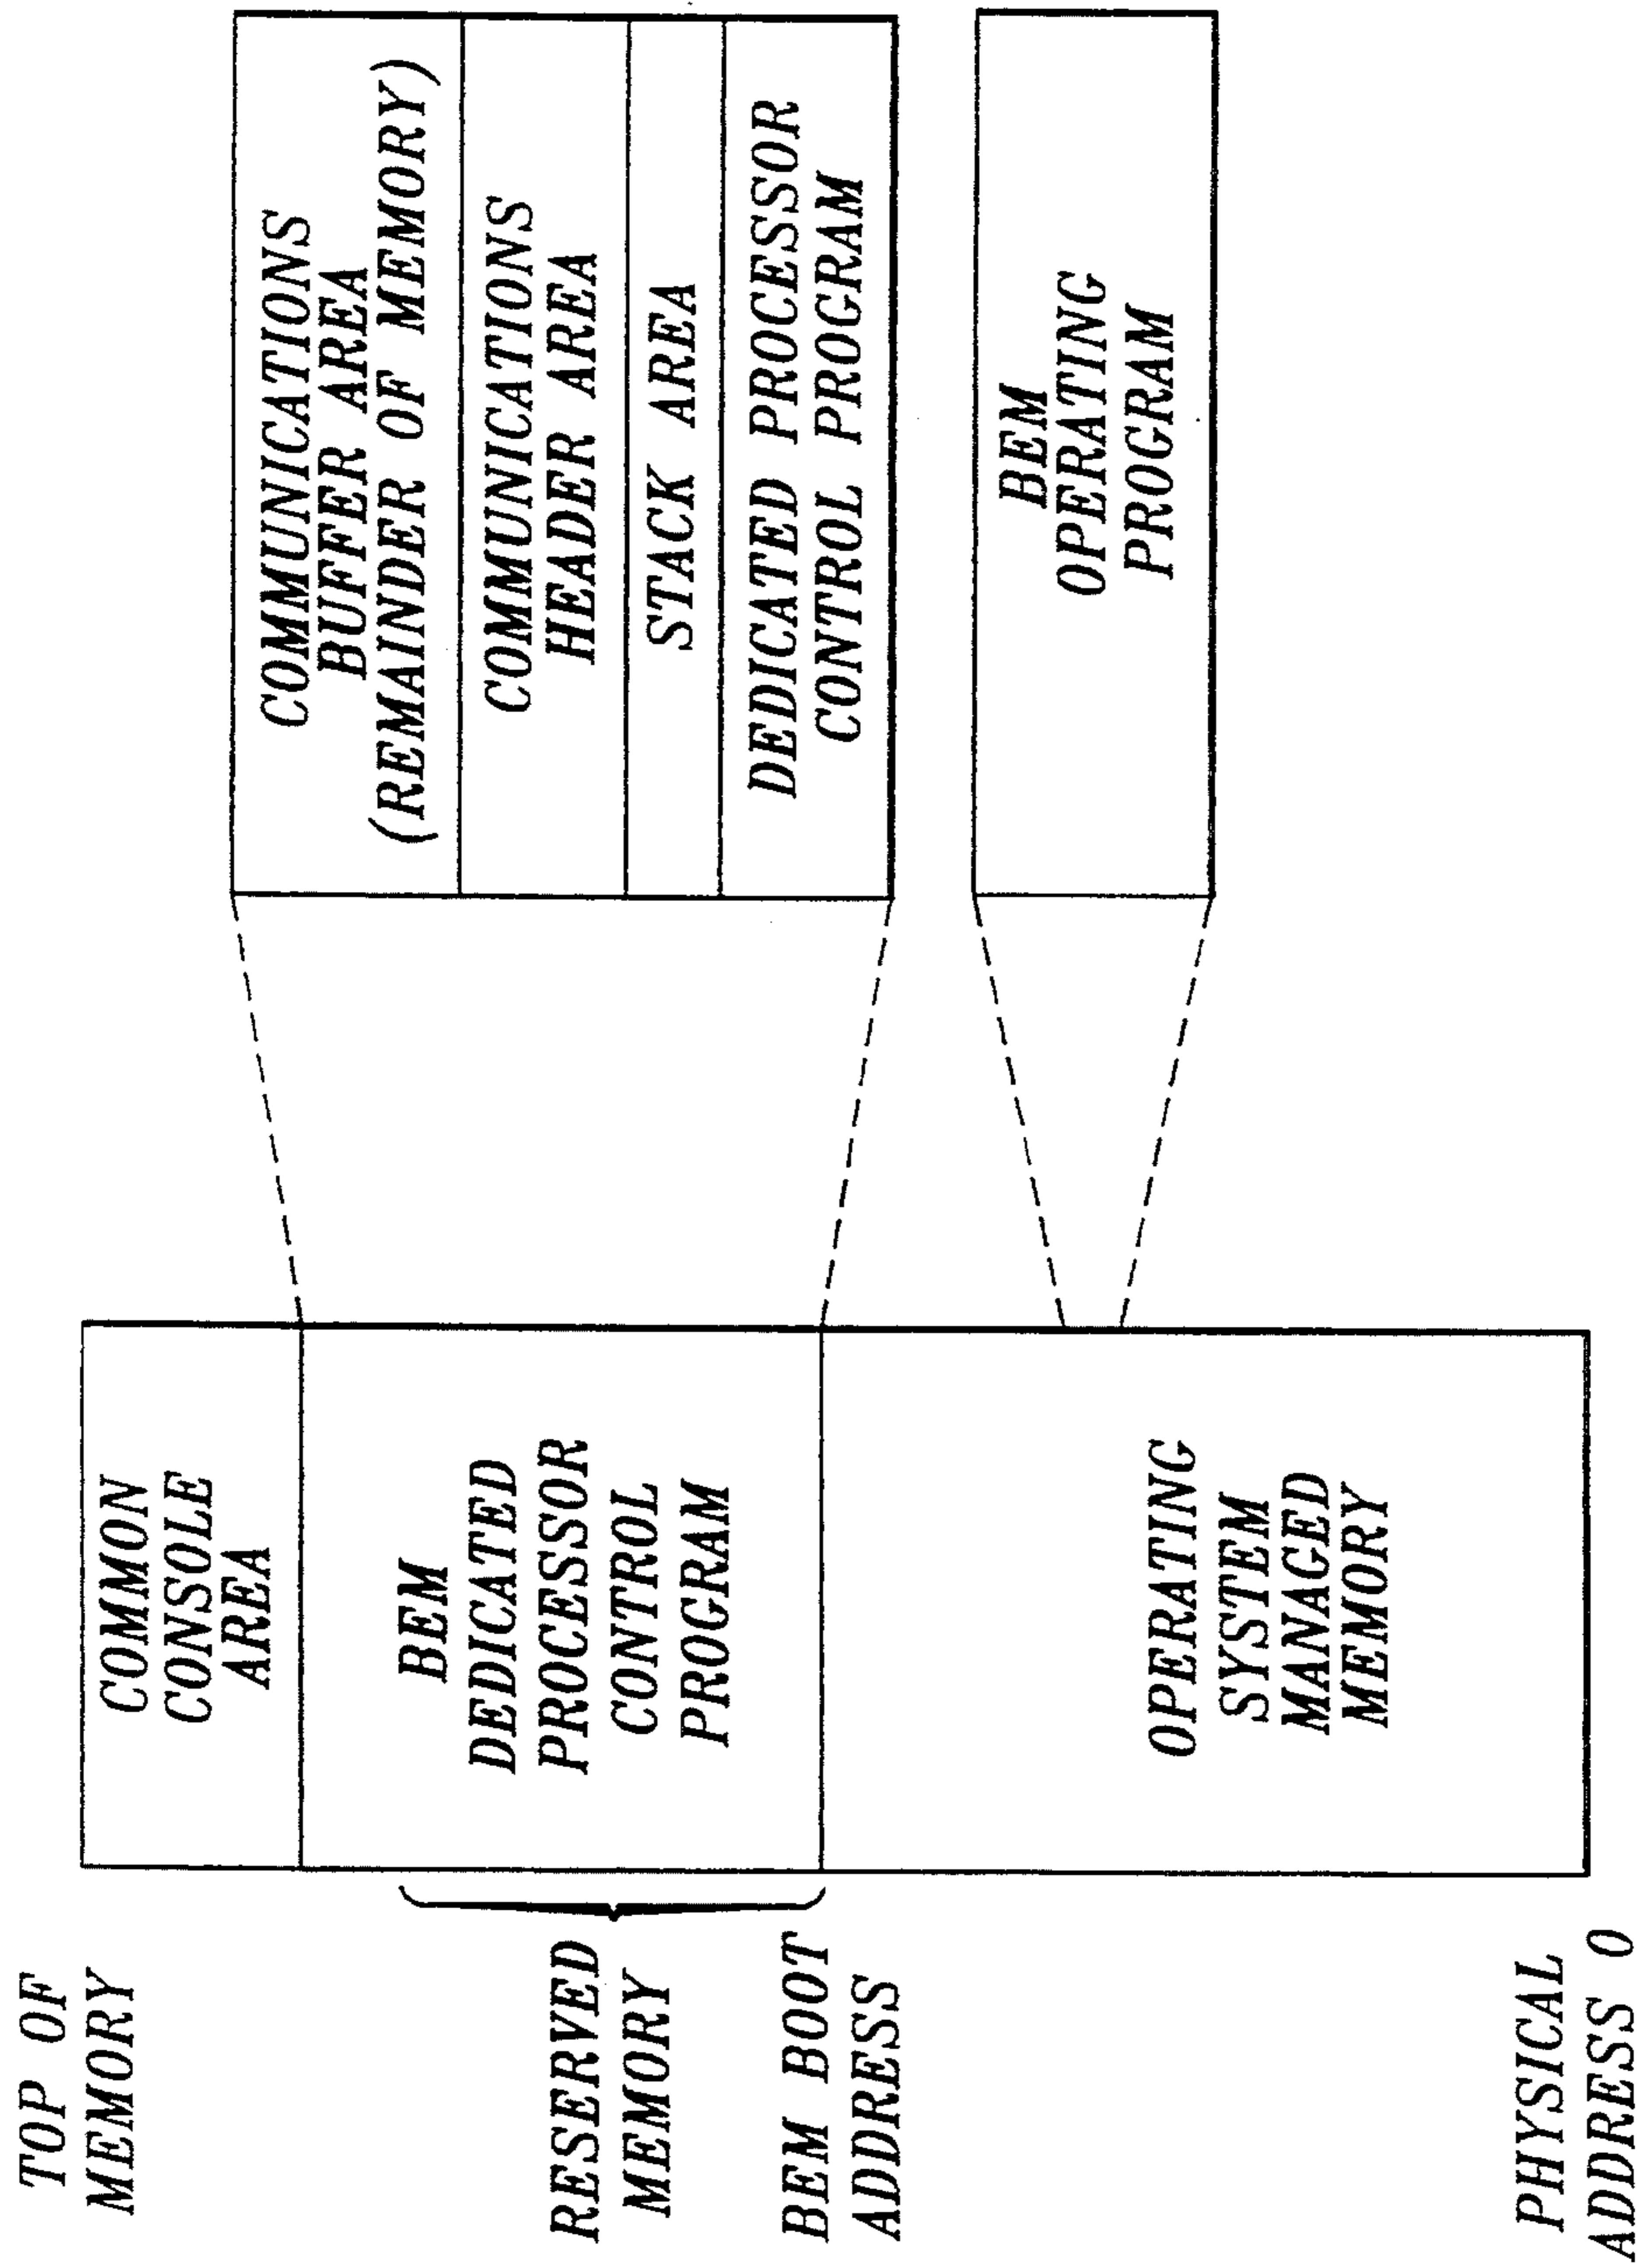 TOP OF
MEMORY
RESERVED
MEMORY
BEM BOOT
ADDRESS
PHYSICAL
ADDRESS 0
COMMON
CONSOLE
AREA
BEM
DEDICATED
PROCESSOR
CONTROL
PROGRAM
OPERATING
SYSTEM
MANAGED
MEMORY
COMMUNICATIONS
BUFFER AREA
(REMAINDER OF MEMORY)
COMMUNICATIONS
HEADER AREA
STACK AREA
DEDICATED PROCESSOR
CONTROL PROGRAM
BEM
OPERATING
PROGRAM